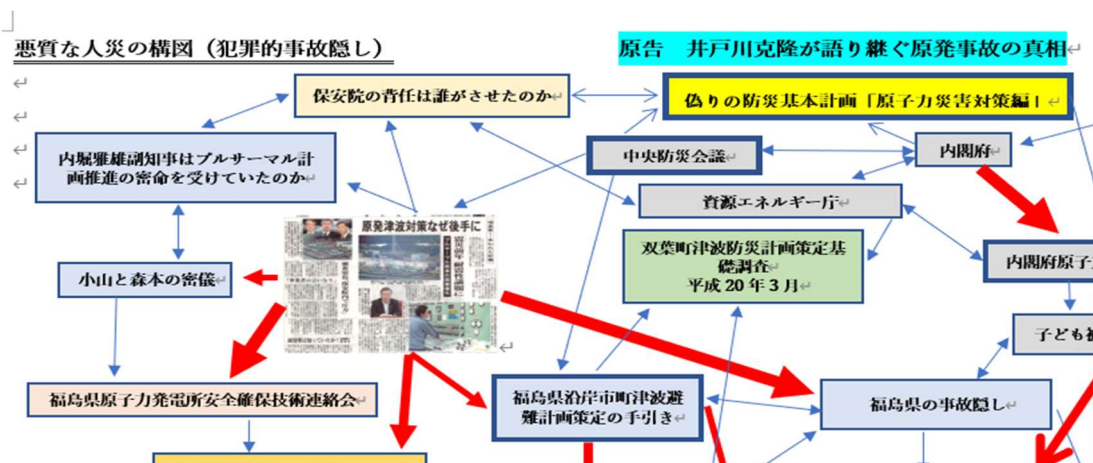 悪質な人災の構図（犯罪的事故隠し）
原告　井戸川克隆が語り継ぐ原発事故の真相
保安院の背任は誰がさせたのか
偽りの防災基本計画「原子力災害対策編」
内堀雅雄副知事はプルサーマル計
画推進の密命を受けていたのか
中央防災会議
内閣府
資源エネルギー庁
原発津波対策なぜ後手に
双葉町津波防災計画策定基
礎調査
平成20年3月
内閣府原子
小山と森本の密儀
子ども
福島県原子力発電所安全確保技術連絡会
福島県沿岸市町津波避
難計画策定の手引き
福島県の事故隠し